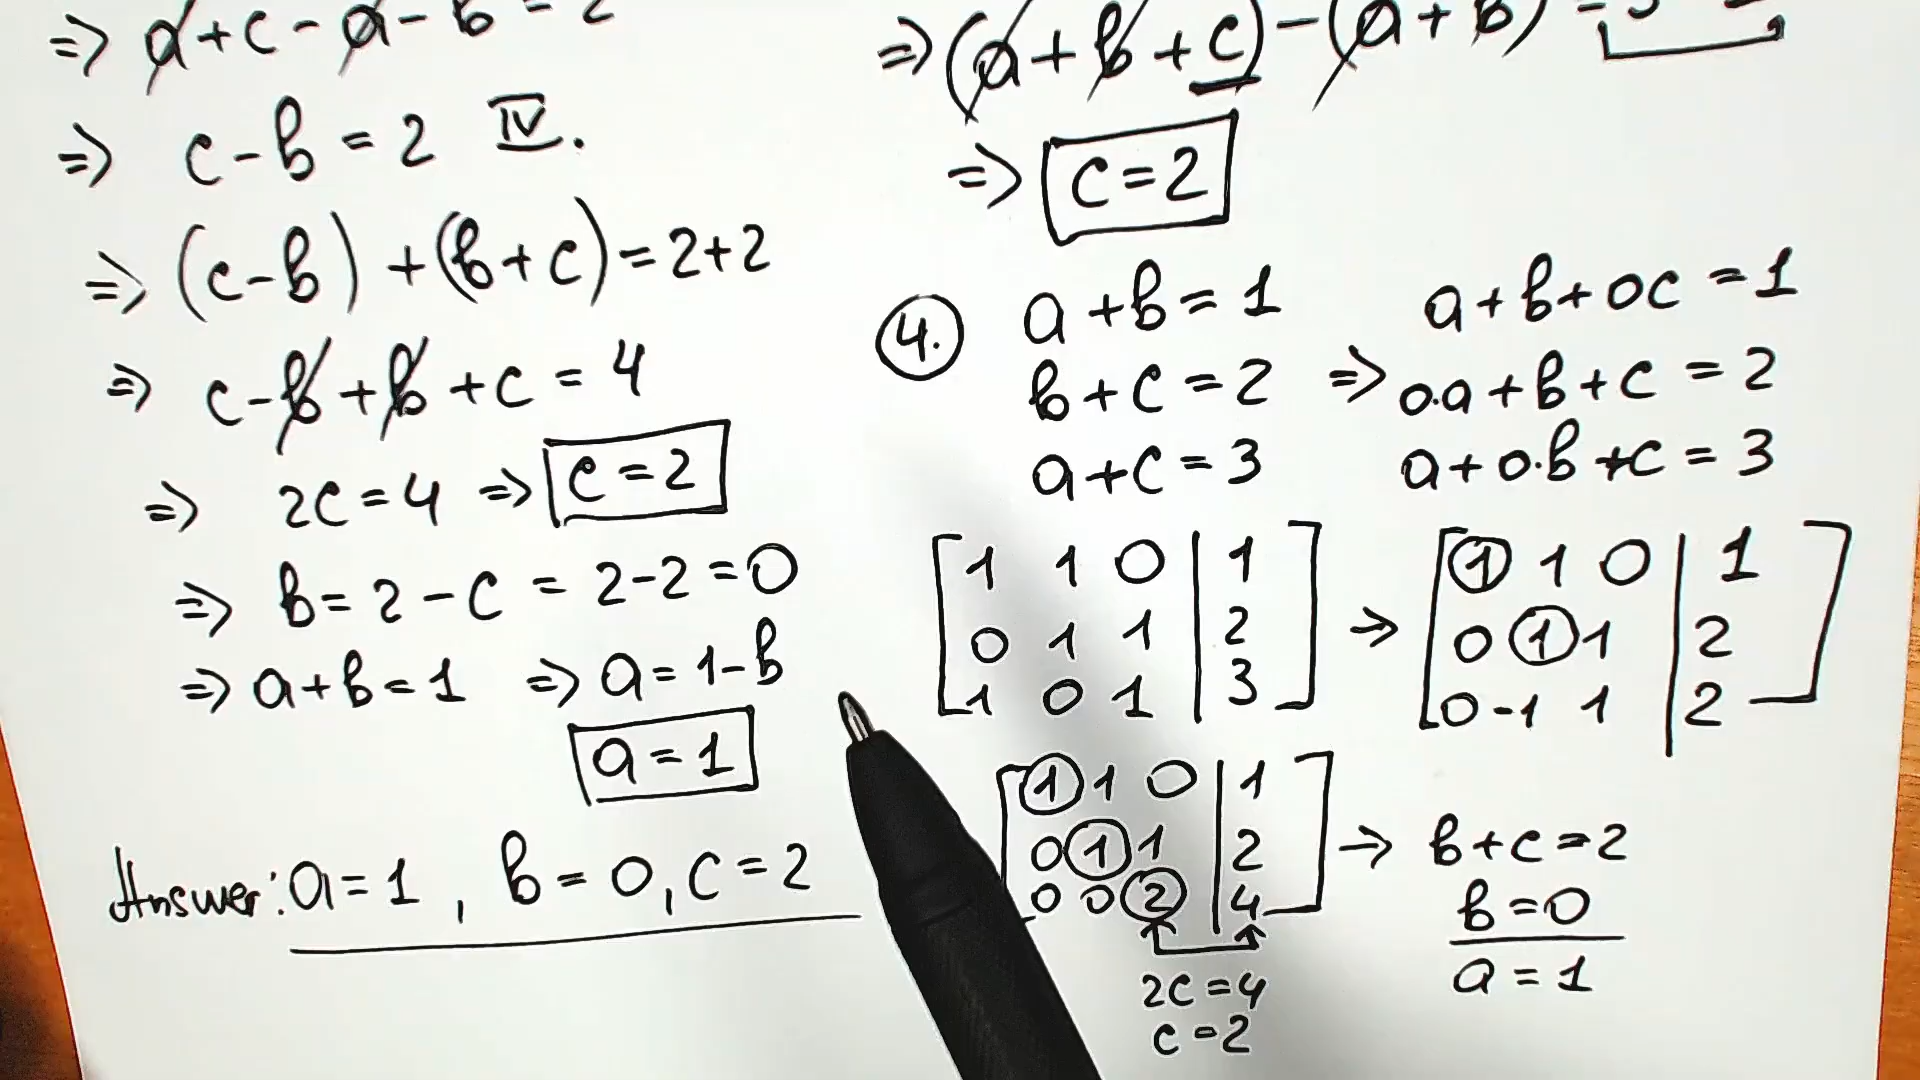 => a+c-a-b=2
=> c-b=2 IV.
=> (c-b)+(b+c)=2+2
=> c-b+b+c=4
=> 2c=4 => c=2
=> b=2-c=2-2=0
=> a+b=1 => a=1-b
a=1
Answer: a=1, b=0, c=2
=> (a+b+c)-(a+b)=3
=> c=2
4.
a+b=1
b+c=2
a+c=3
=>
a+b+0c=1
0·a+b+c=2
a+0·b+c=3
1 1 0 | 1
0 1 1 | 2
1 0 1 | 3
→
1 1 0 | 1
0 1 1 | 2
0 -1 1 | 2
1 1 0 | 1
0 1 1 | 2
0 0 2 | 4
2c=4
c=2
→ b+c=2
b=0
a=1